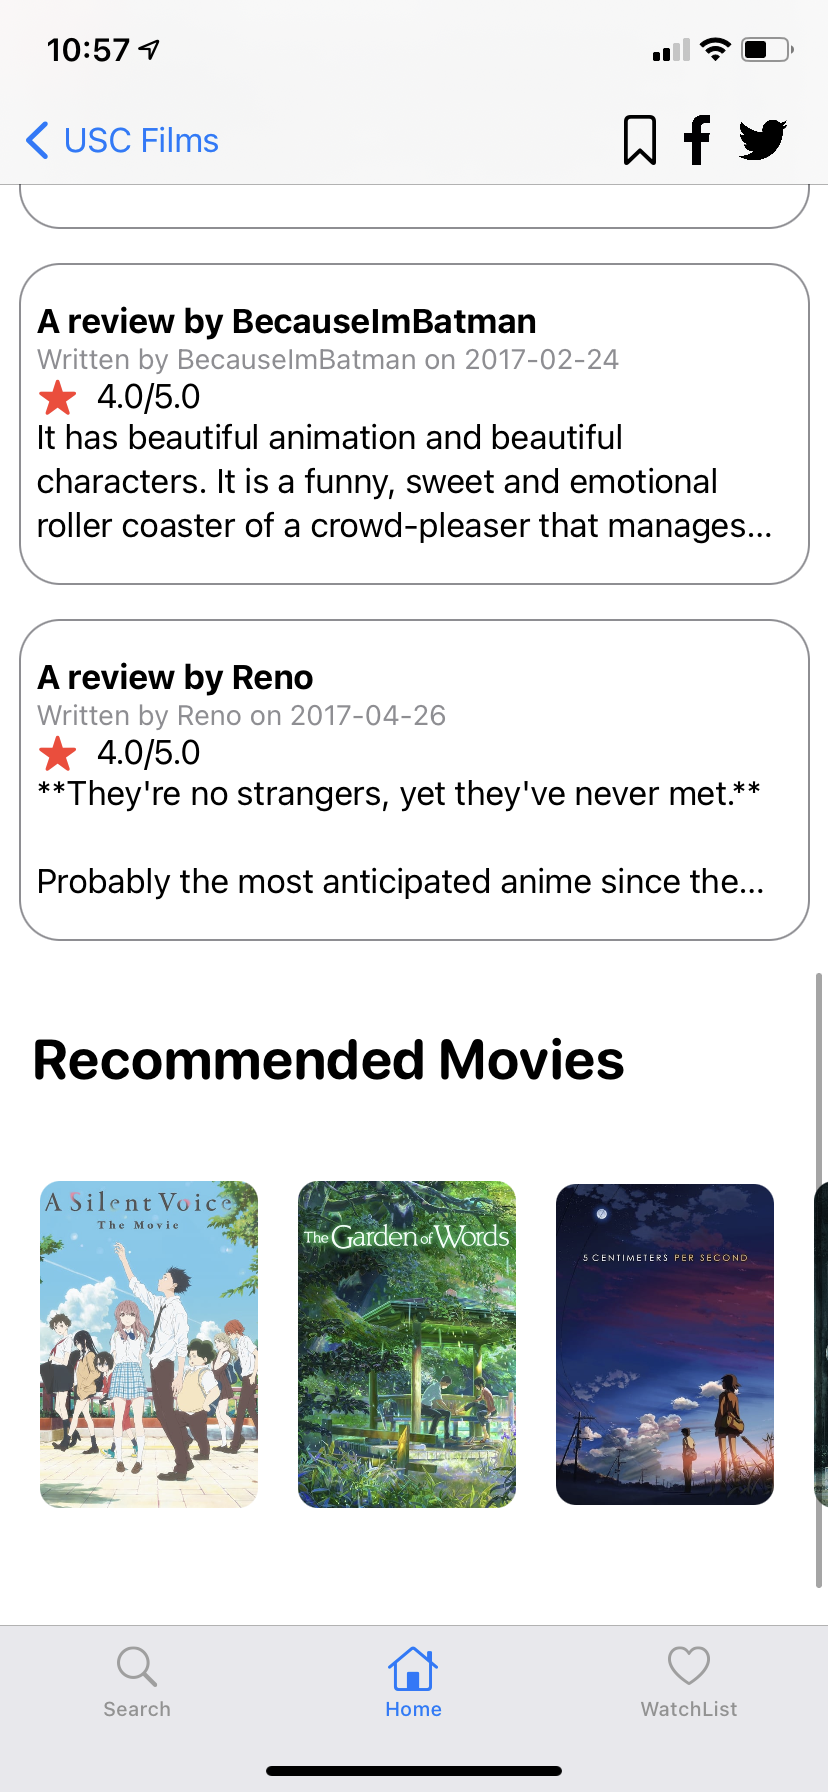 10:57
USC Films
A review by BecauseImBatman
Written by BecauseImBatman on 2017-02-24
4.0/5.0
It has beautiful animation and beautiful
characters. It is a funny, sweet and emotional
roller coaster of a crowd-pleaser that manages...
A review by Reno
Written by Reno on 2017-04-26
4.0/5.0
**They're no strangers, yet they've never met.**
Probably the most anticipated anime since the...
Recommended Movies
A Silent Voice
The Movie
The Garden of Words
5 CENTIMETERS PER SECOND
Search
Home
WatchList